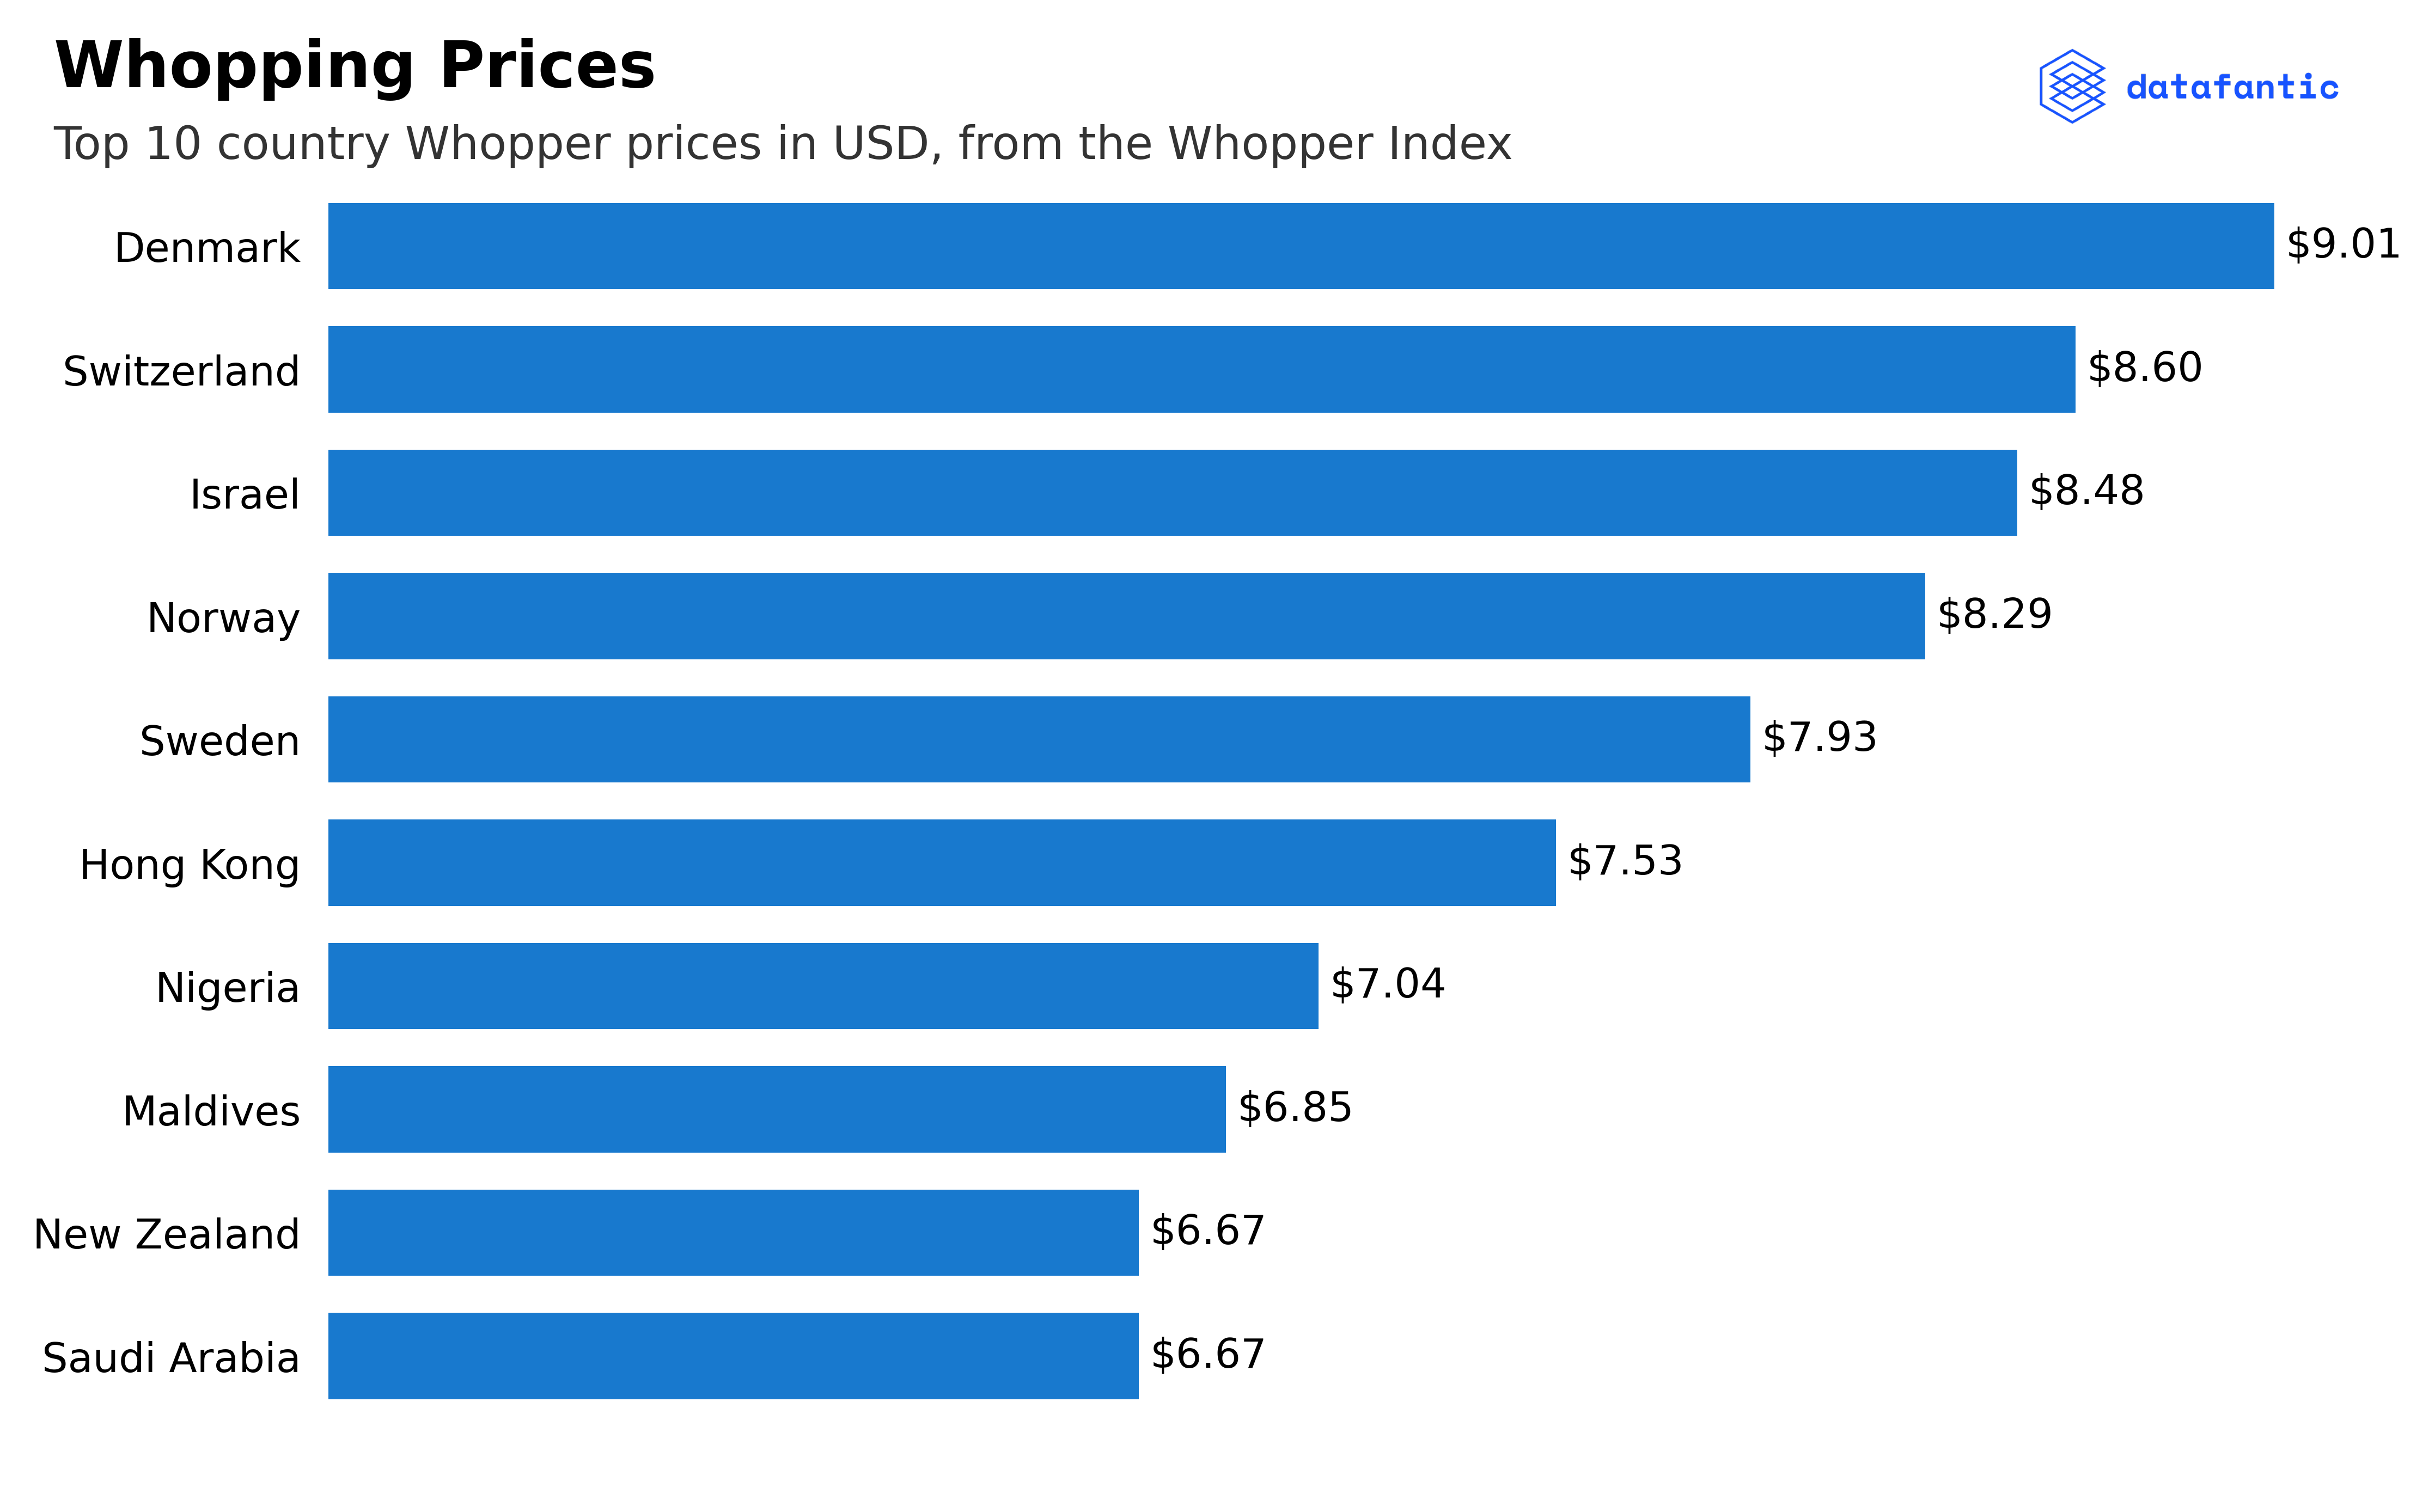 Whopping Prices
datafantic
Top 10 country Whopper prices in USD, from the Whopper Index
Denmark $9.01
Switzerland $8.60
Israel $8.48
Norway $8.29
Sweden $7.93
Hong Kong $7.53
Nigeria $7.04
Maldives $6.85
New Zealand $6.67
Saudi Arabia $6.67